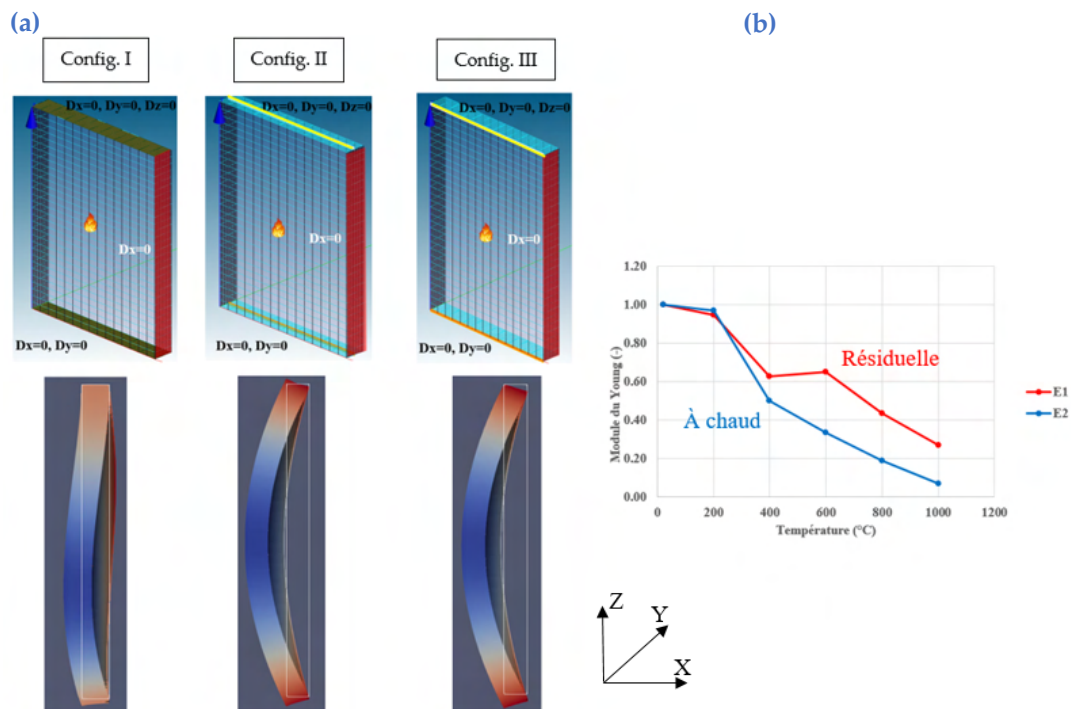 (a)
(b)
Config. I
Config. II
Config. III
Dx=0, Dy=0, Dz=0
Dx=0, Dy=0, Dz=0
Dx=0, Dy=0, Dz=0
Dx=0
Dx=0
Dx=0
Dx=0, Dy=0
Dx=0, Dy=0
Dx=0, Dy=0
1.20
1.00
0.80
0.60
0.40
0.20
0.00
Module du Young (-)
Résiduelle
À chaud
E1
E2
0
200
400
600
800
1000
1200
Température (°C)
Z
Y
X